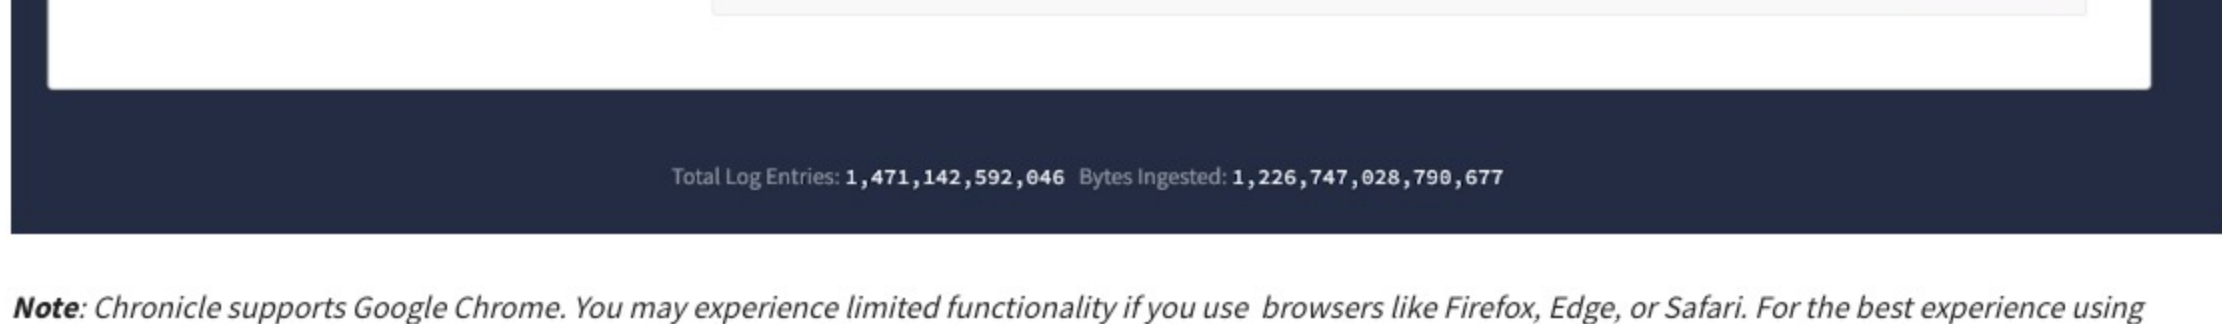 Total Log Entries: 1,471,142,592,046 Bytes Ingested: 1,226,747,028,790,677
Note: Chronicle supports Google Chrome. You may experience limited functionality if you use  browsers like Firefox, Edge, or Safari. For the best experience using